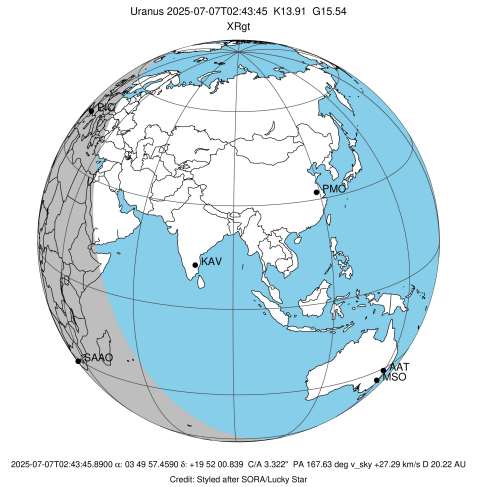 Uranus 2025-07-07T02:43:45 K13.91 G15.54
XRgt
PIC
PMO
KAV
SAAO
AAT
MSO
2025-07-07T02:43:45.8900 α: 03 49 57.4590 δ: +19 52 00.839 C/A 3.322" PA 167.63 deg v_sky +27.29 km/s D 20.22 AU
Credit: Styled after SORA/Lucky Star